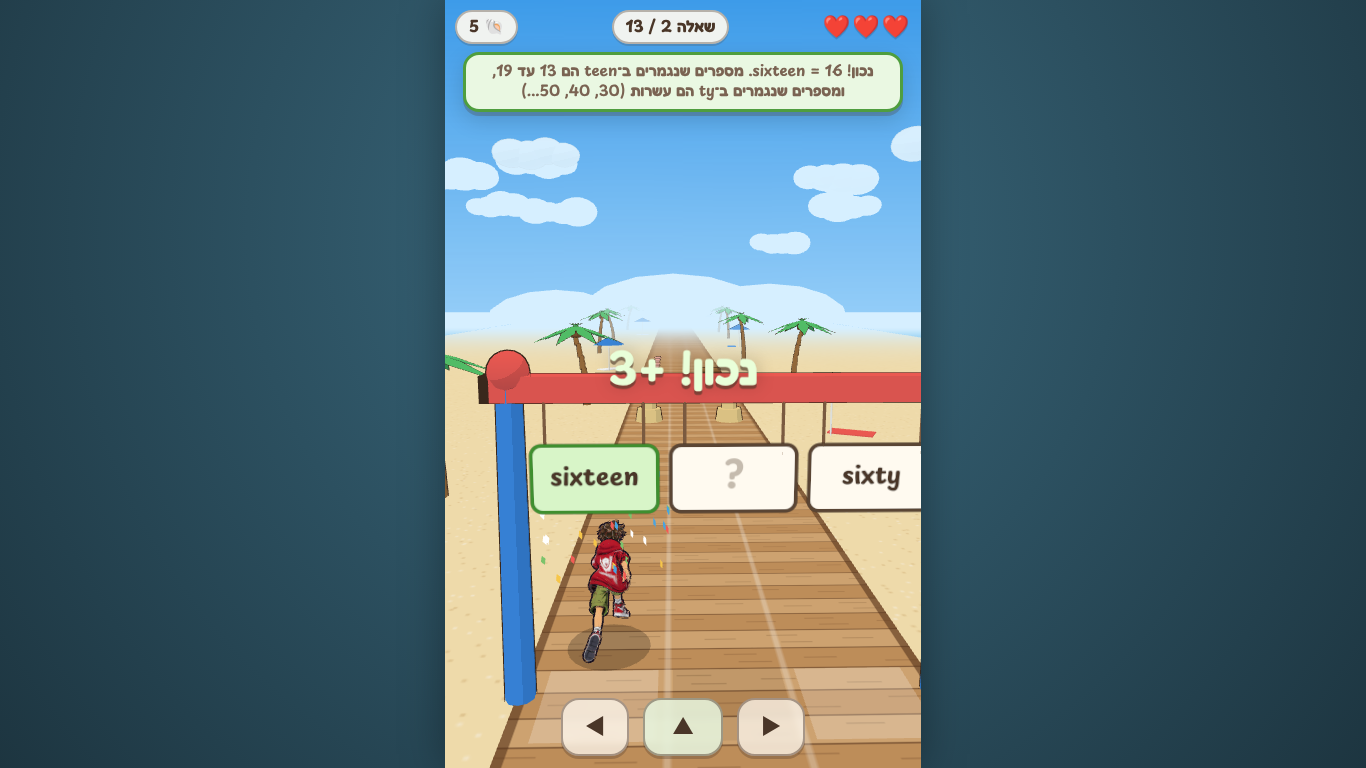 5
שאלה 2 / 13
נכון! sixteen = 16. מספרים שנגמרים ב־teen הם 13 עד 19,
ומספרים שנגמרים ב־ty הם עשרות (30, 40, 50...)
נכון! +3
sixteen
?
sixty